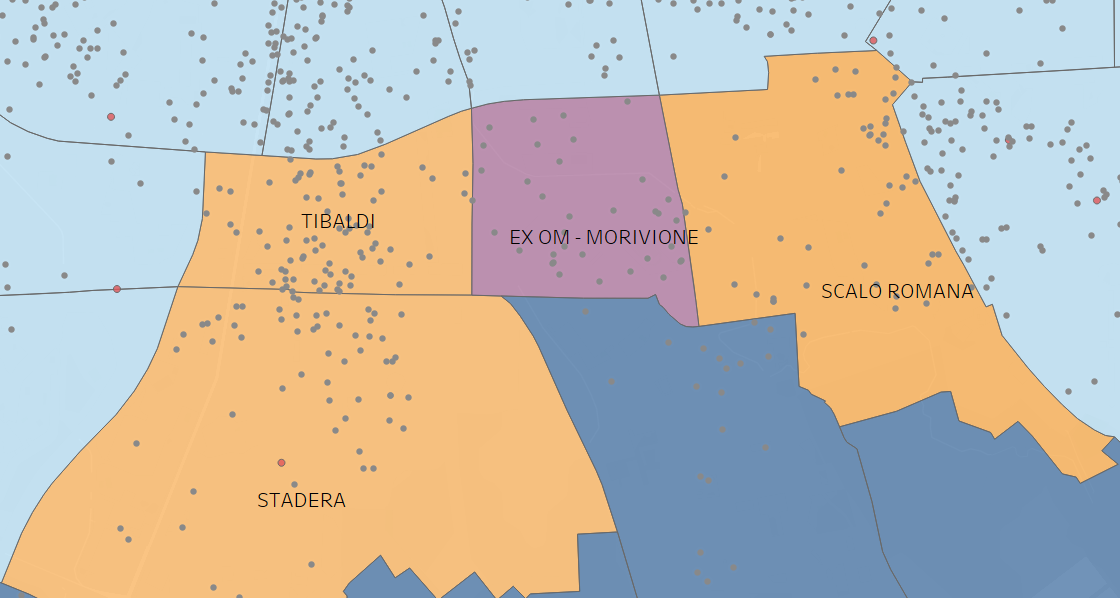 TIBALDI
EX OM - MORIVIONE
SCALO ROMANA
STADERA